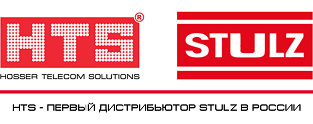 HTS®
HOSSER TELECOM SOLUTIONS
STULZ
HTS - ПЕРВЫЙ ДИСТРИБЬЮТОР STULZ В РОССИИ